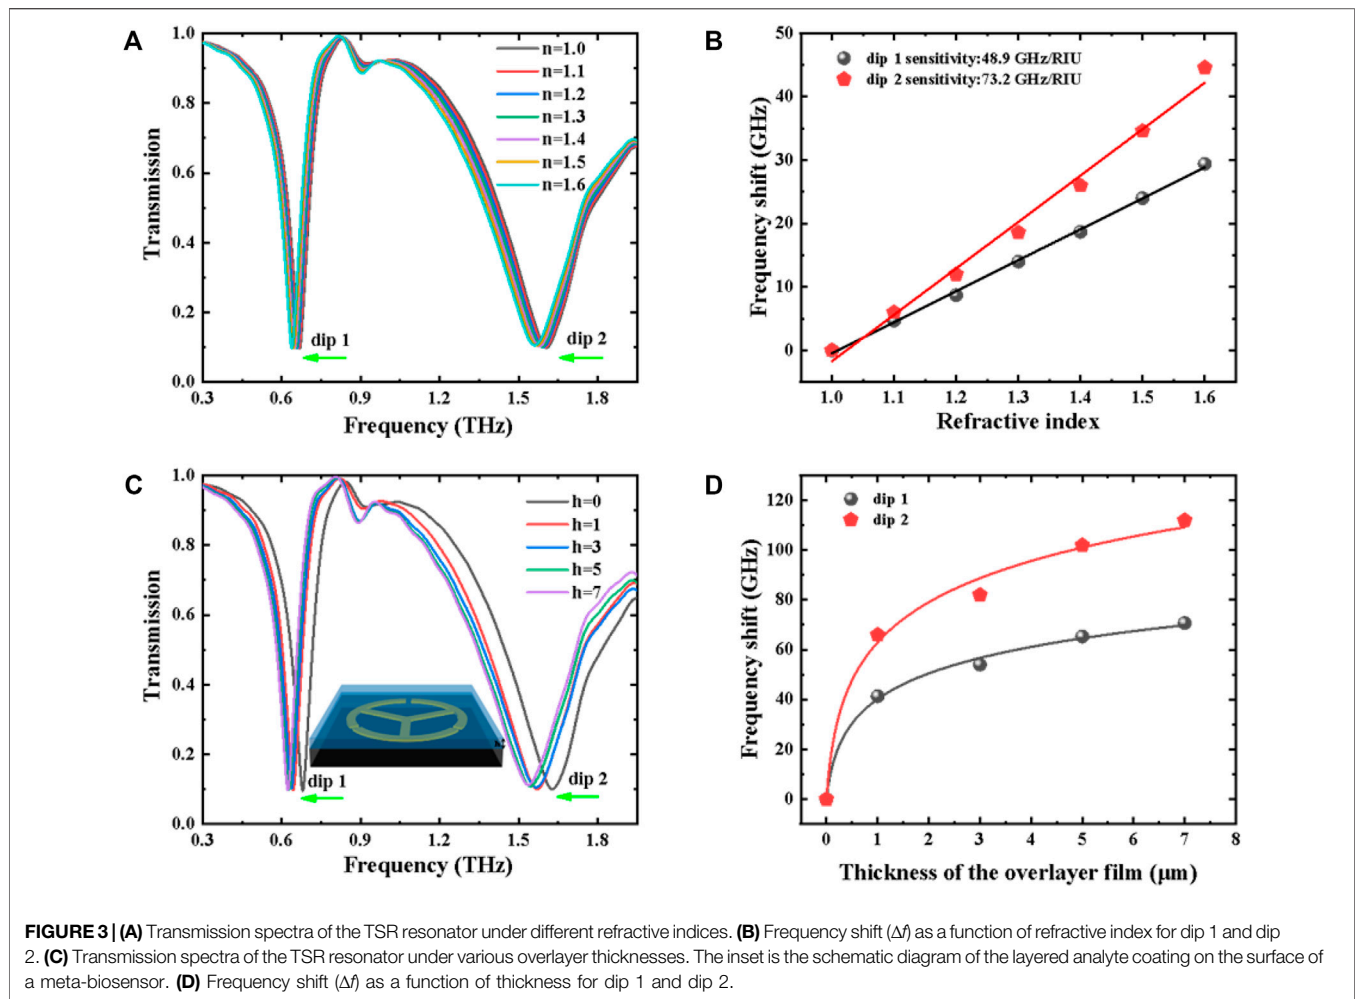 A
1.0
0.8
0.6
0.4
0.2
0.0
Transmission
n=1.0
n=1.1
n=1.2
n=1.3
n=1.4
n=1.5
n=1.6
dip 1
dip 2
0.3 0.6 0.9 1.2 1.5 1.8
Frequency (THz)
B
50
40
30
20
10
0
Frequency shift (GHz)
dip 1 sensitivity:48.9 GHz/RIU
dip 2 sensitivity:73.2 GHz/RIU
1.0 1.1 1.2 1.3 1.4 1.5 1.6
Refractive index
C
1.0
0.8
0.6
0.4
0.2
0.0
Transmission
h=0
h=1
h=3
h=5
h=7
dip 1
dip 2
0.3 0.6 0.9 1.2 1.5 1.8
Frequency (THz)
D
120
100
80
60
40
20
0
Frequency shift (GHz)
dip 1
dip 2
0 1 2 3 4 5 6 7 8
Thickness of the overlayer film (μm)
FIGURE 3 | (A) Transmission spectra of the TSR resonator under different refractive indices. (B) Frequency shift (Δf) as a function of refractive index for dip 1 and dip
2. (C) Transmission spectra of the TSR resonator under various overlayer thicknesses. The inset is the schematic diagram of the layered analyte coating on the surface of
a meta-biosensor. (D) Frequency shift (Δf) as a function of thickness for dip 1 and dip 2.